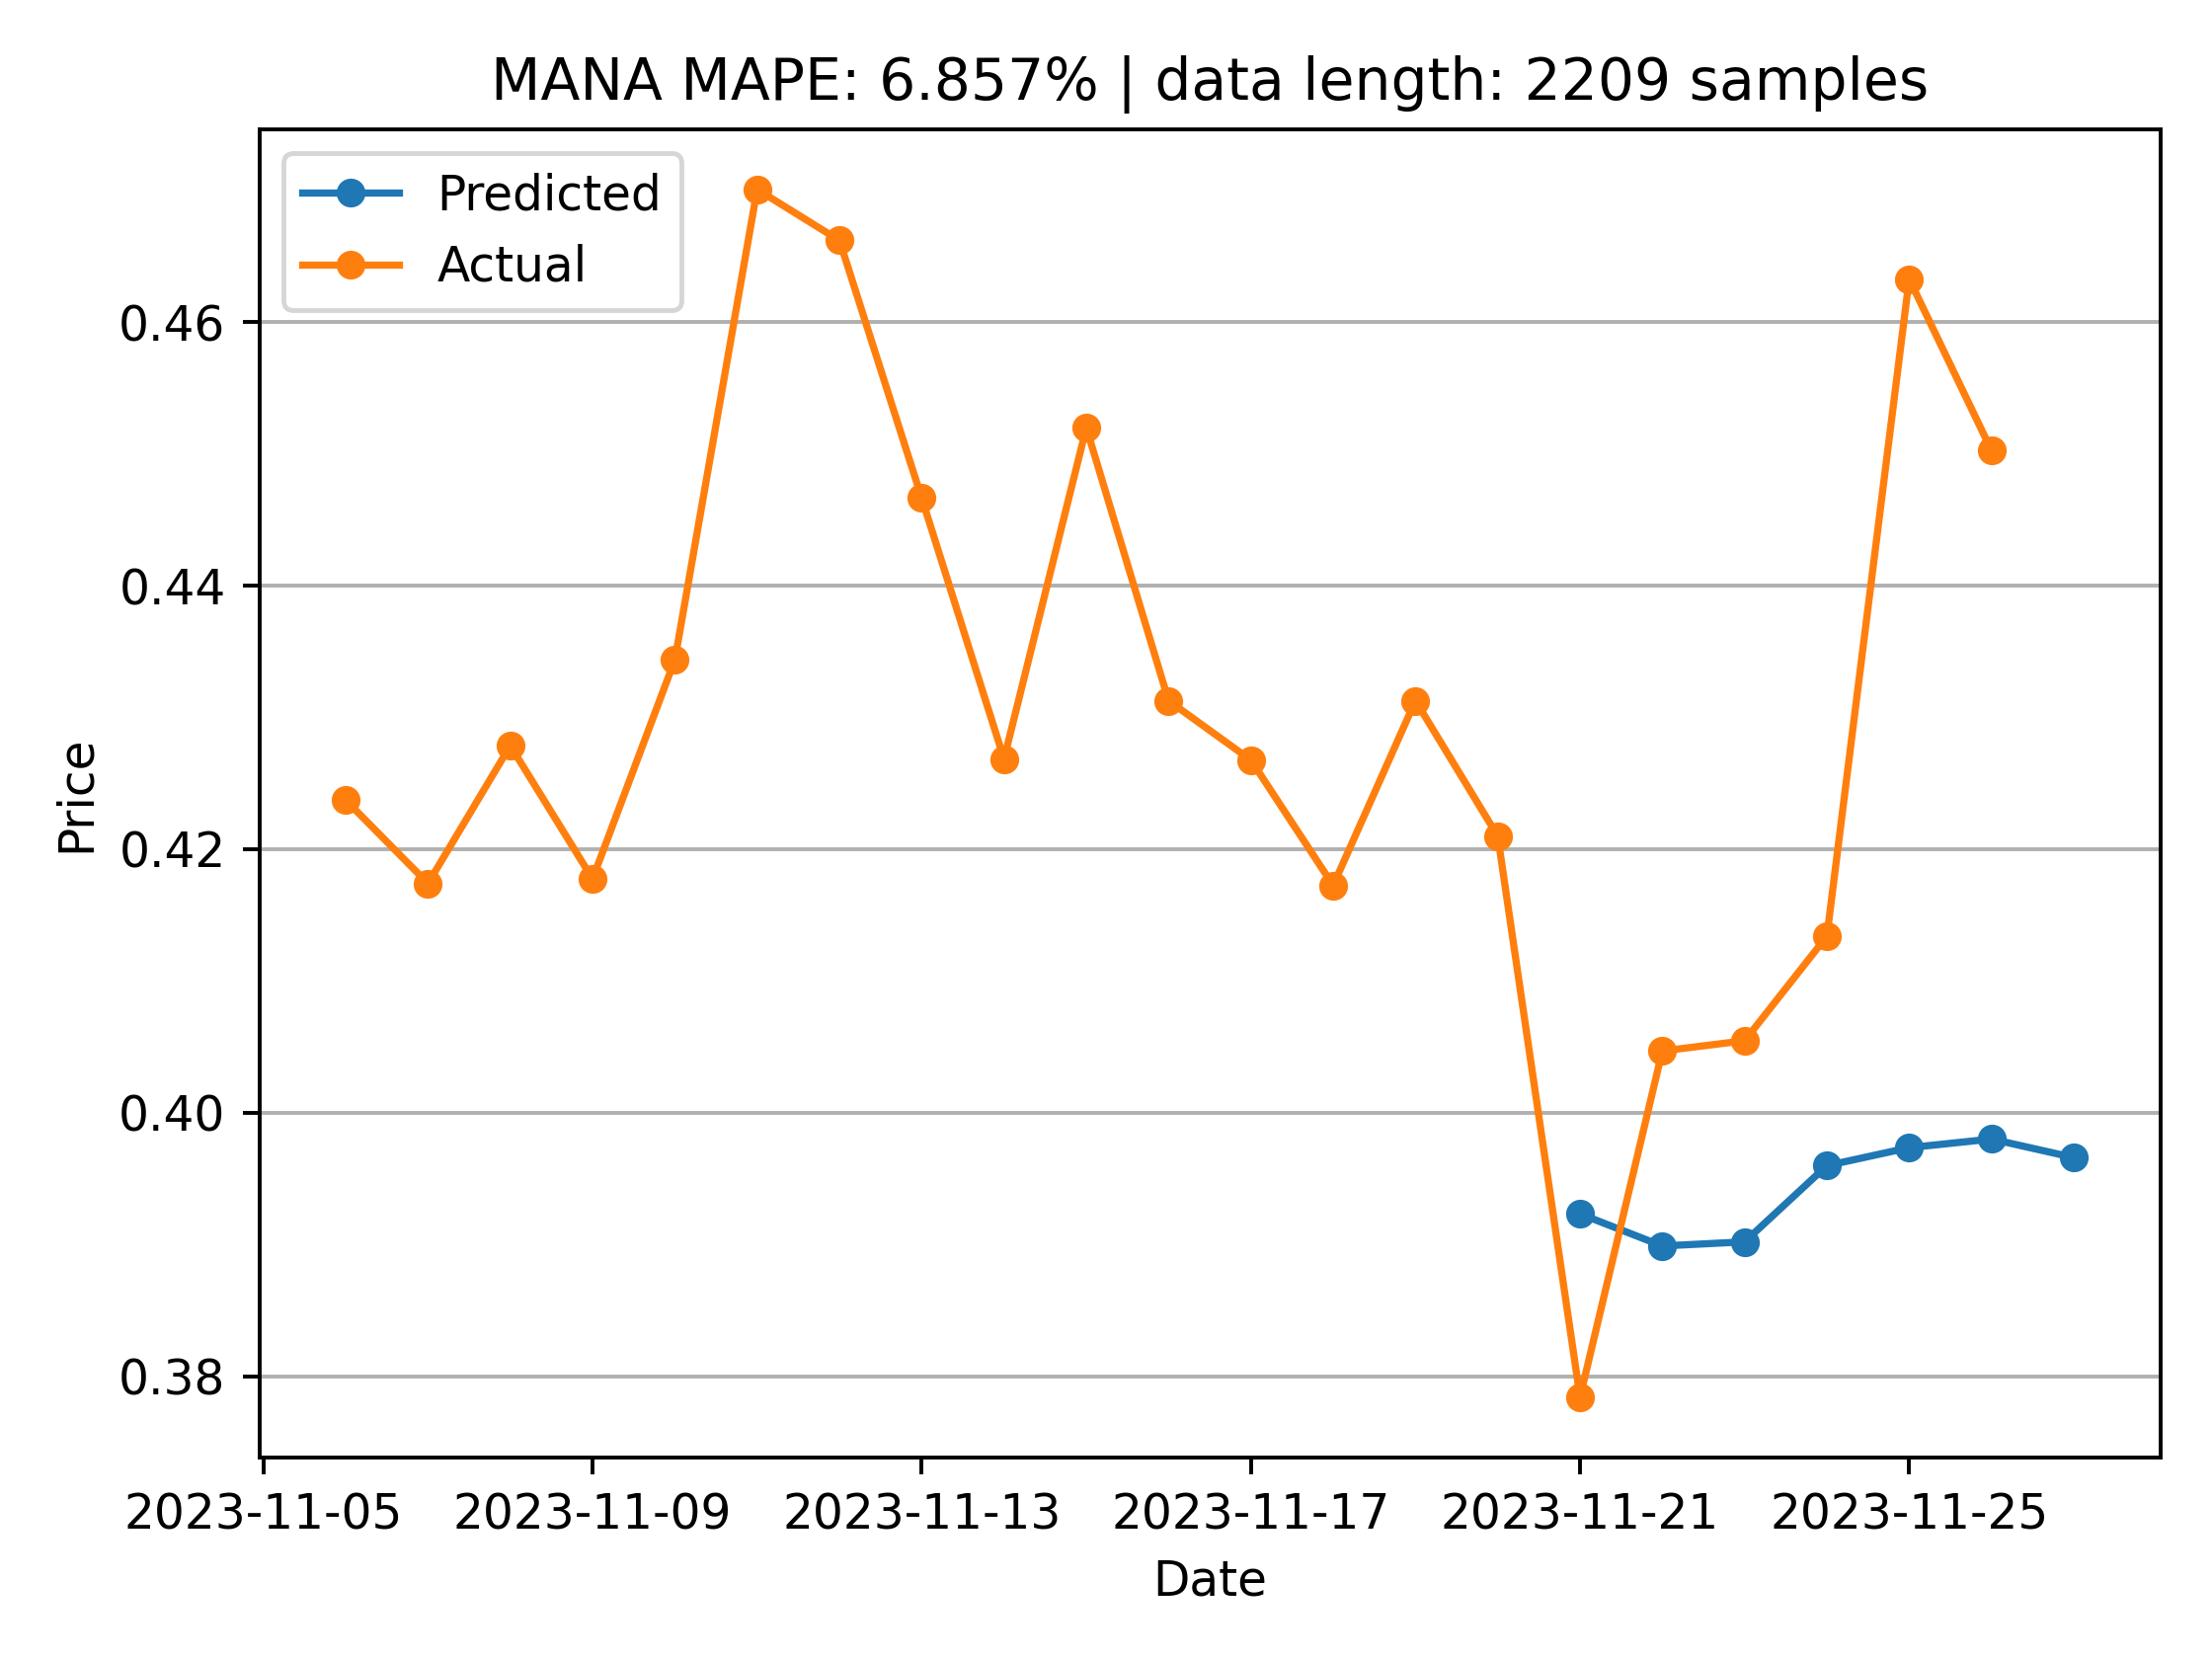 MANA MAPE: 6.857% | data length: 2209 samples
Predicted
Actual
0.46
0.44
0.42
0.40
0.38
Price
2023-11-05 2023-11-09 2023-11-13 2023-11-17 2023-11-21 2023-11-25
Date